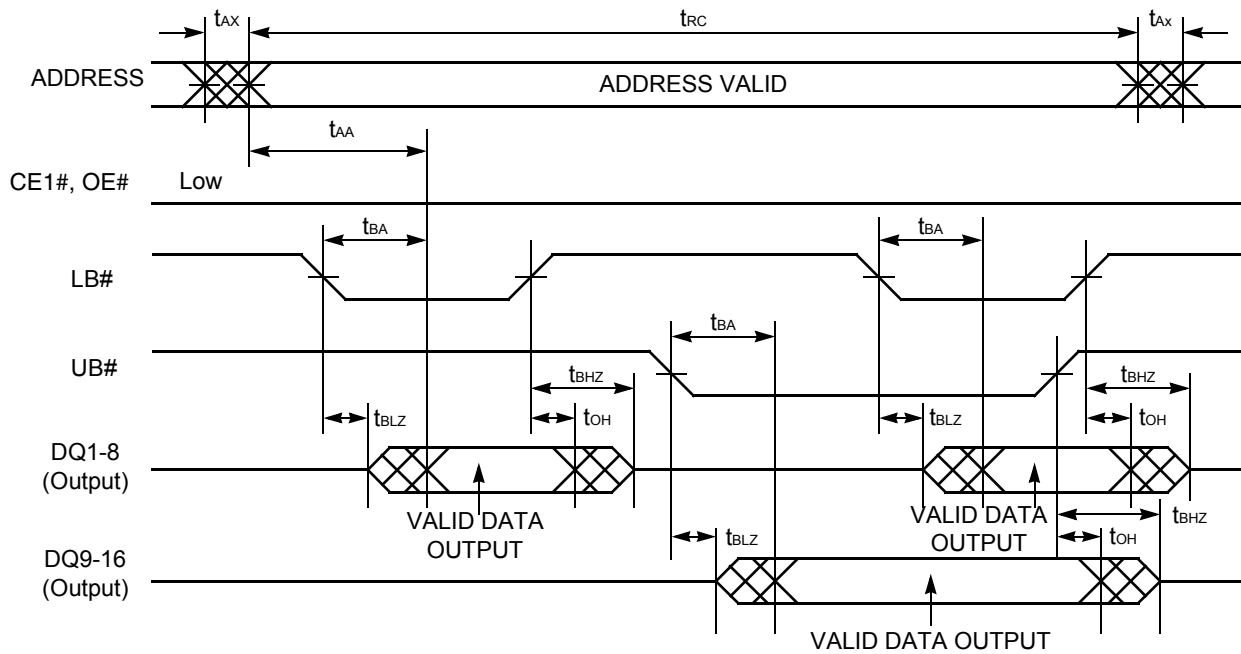 tAX tRC tAx
ADDRESS ADDRESS VALID
tAA
CE1#, OE# Low
tBA tBA
LB#
tBA
UB#
tBHZ tBHZ
tBLZ tOH tBLZ tOH
DQ1-8
(Output)
VALID DATA
OUTPUT
VALID DATA
OUTPUT
tBHZ
tBLZ tOH
DQ9-16
(Output)
VALID DATA OUTPUT